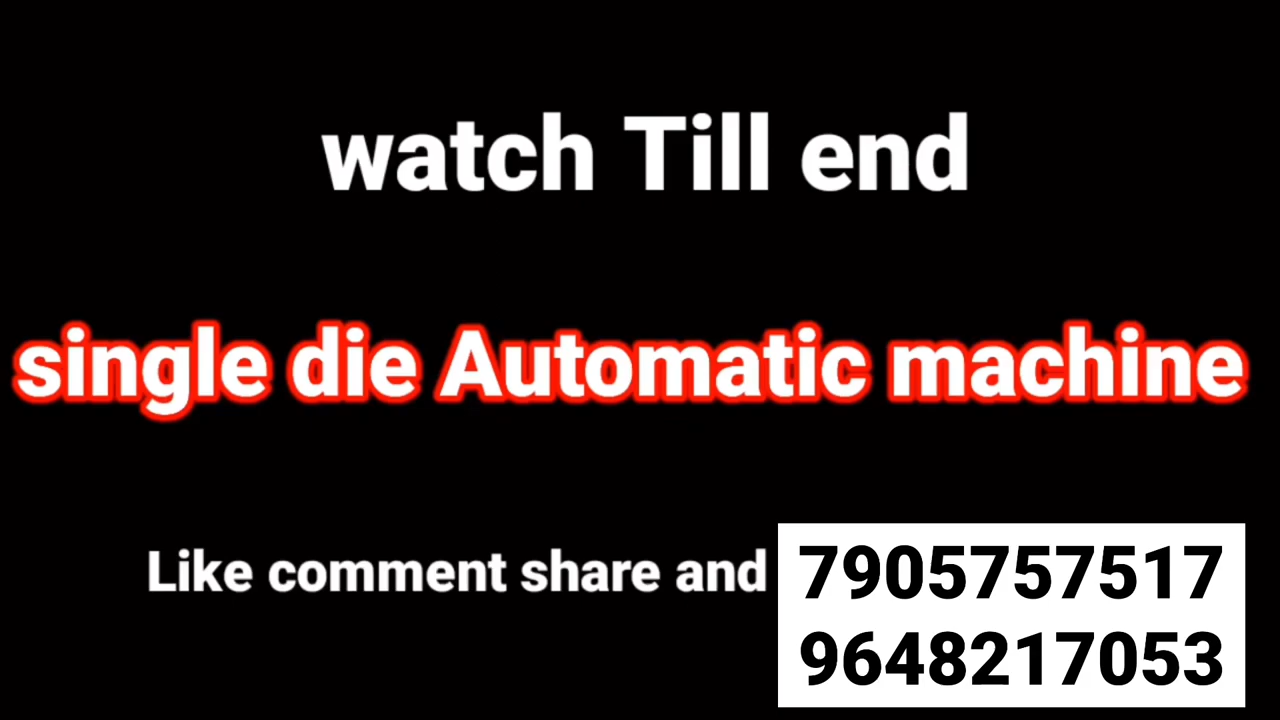 watch Till end
single die Automatic machine
Like comment share and
7905757517
9648217053